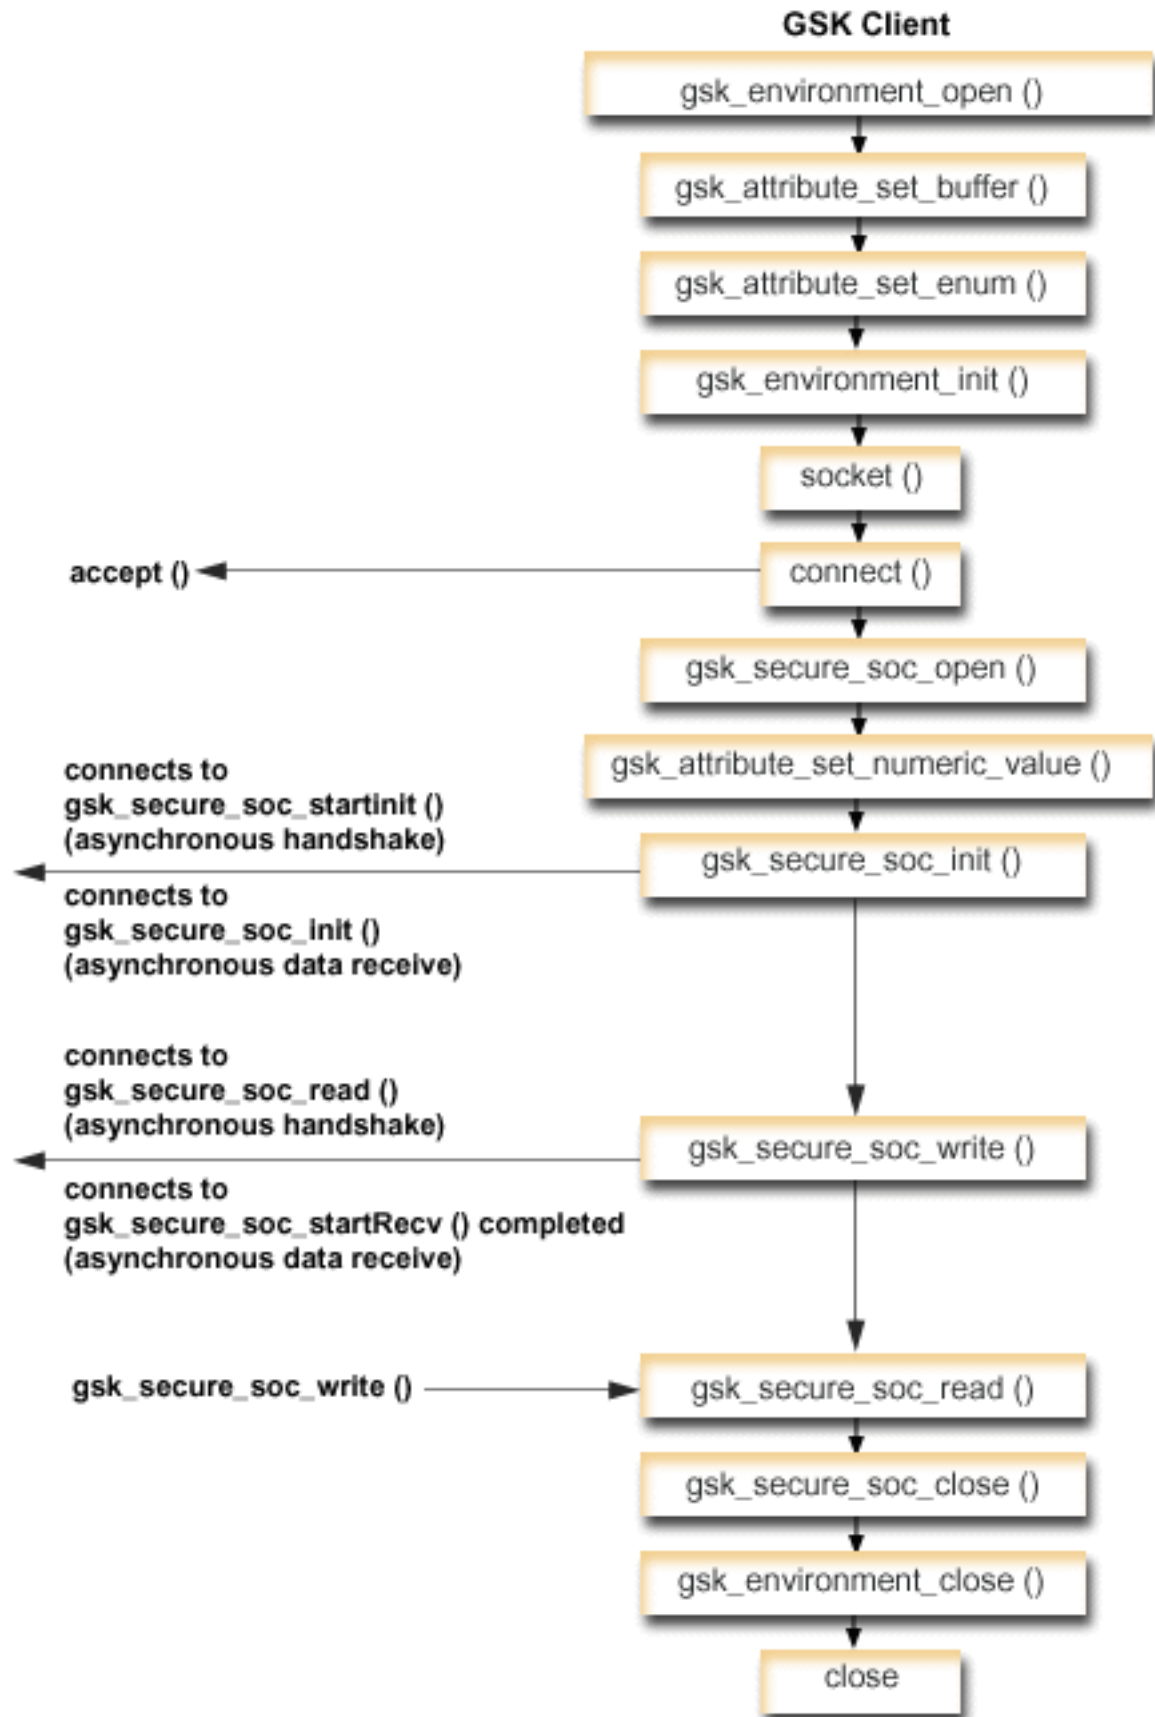 GSK Client
gsk_environment_open ()
gsk_attribute_set_buffer ()
gsk_attribute_set_enum ()
gsk_environment_init ()
socket ()
accept ()
connect ()
gsk_secure_soc_open ()
gsk_attribute_set_numeric_value ()
connects to
gsk_secure_soc_startinit ()
(asynchronous handshake)
gsk_secure_soc_init ()
connects to
gsk_secure_soc_init ()
(asynchronous data receive)
connects to
gsk_secure_soc_read ()
(asynchronous handshake)
gsk_secure_soc_write ()
connects to
gsk_secure_soc_startRecv () completed
(asynchronous data receive)
gsk_secure_soc_write ()
gsk_secure_soc_read ()
gsk_secure_soc_close ()
gsk_environment_close ()
close